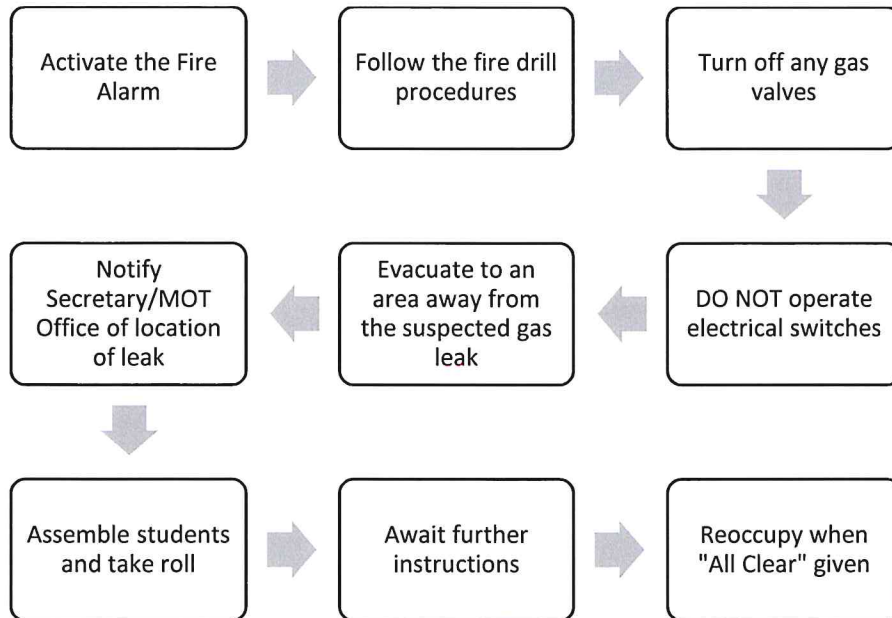 Activate the Fire
Alarm
Follow the fire drill
procedures
Turn off any gas
valves
DO NOT operate
electrical switches
Evacuate to an
area away from
the suspected gas
leak
Notify
Secretary/MOT
Office of location
of leak
Assemble students
and take roll
Await further
instructions
Reoccupy when
"All Clear" given